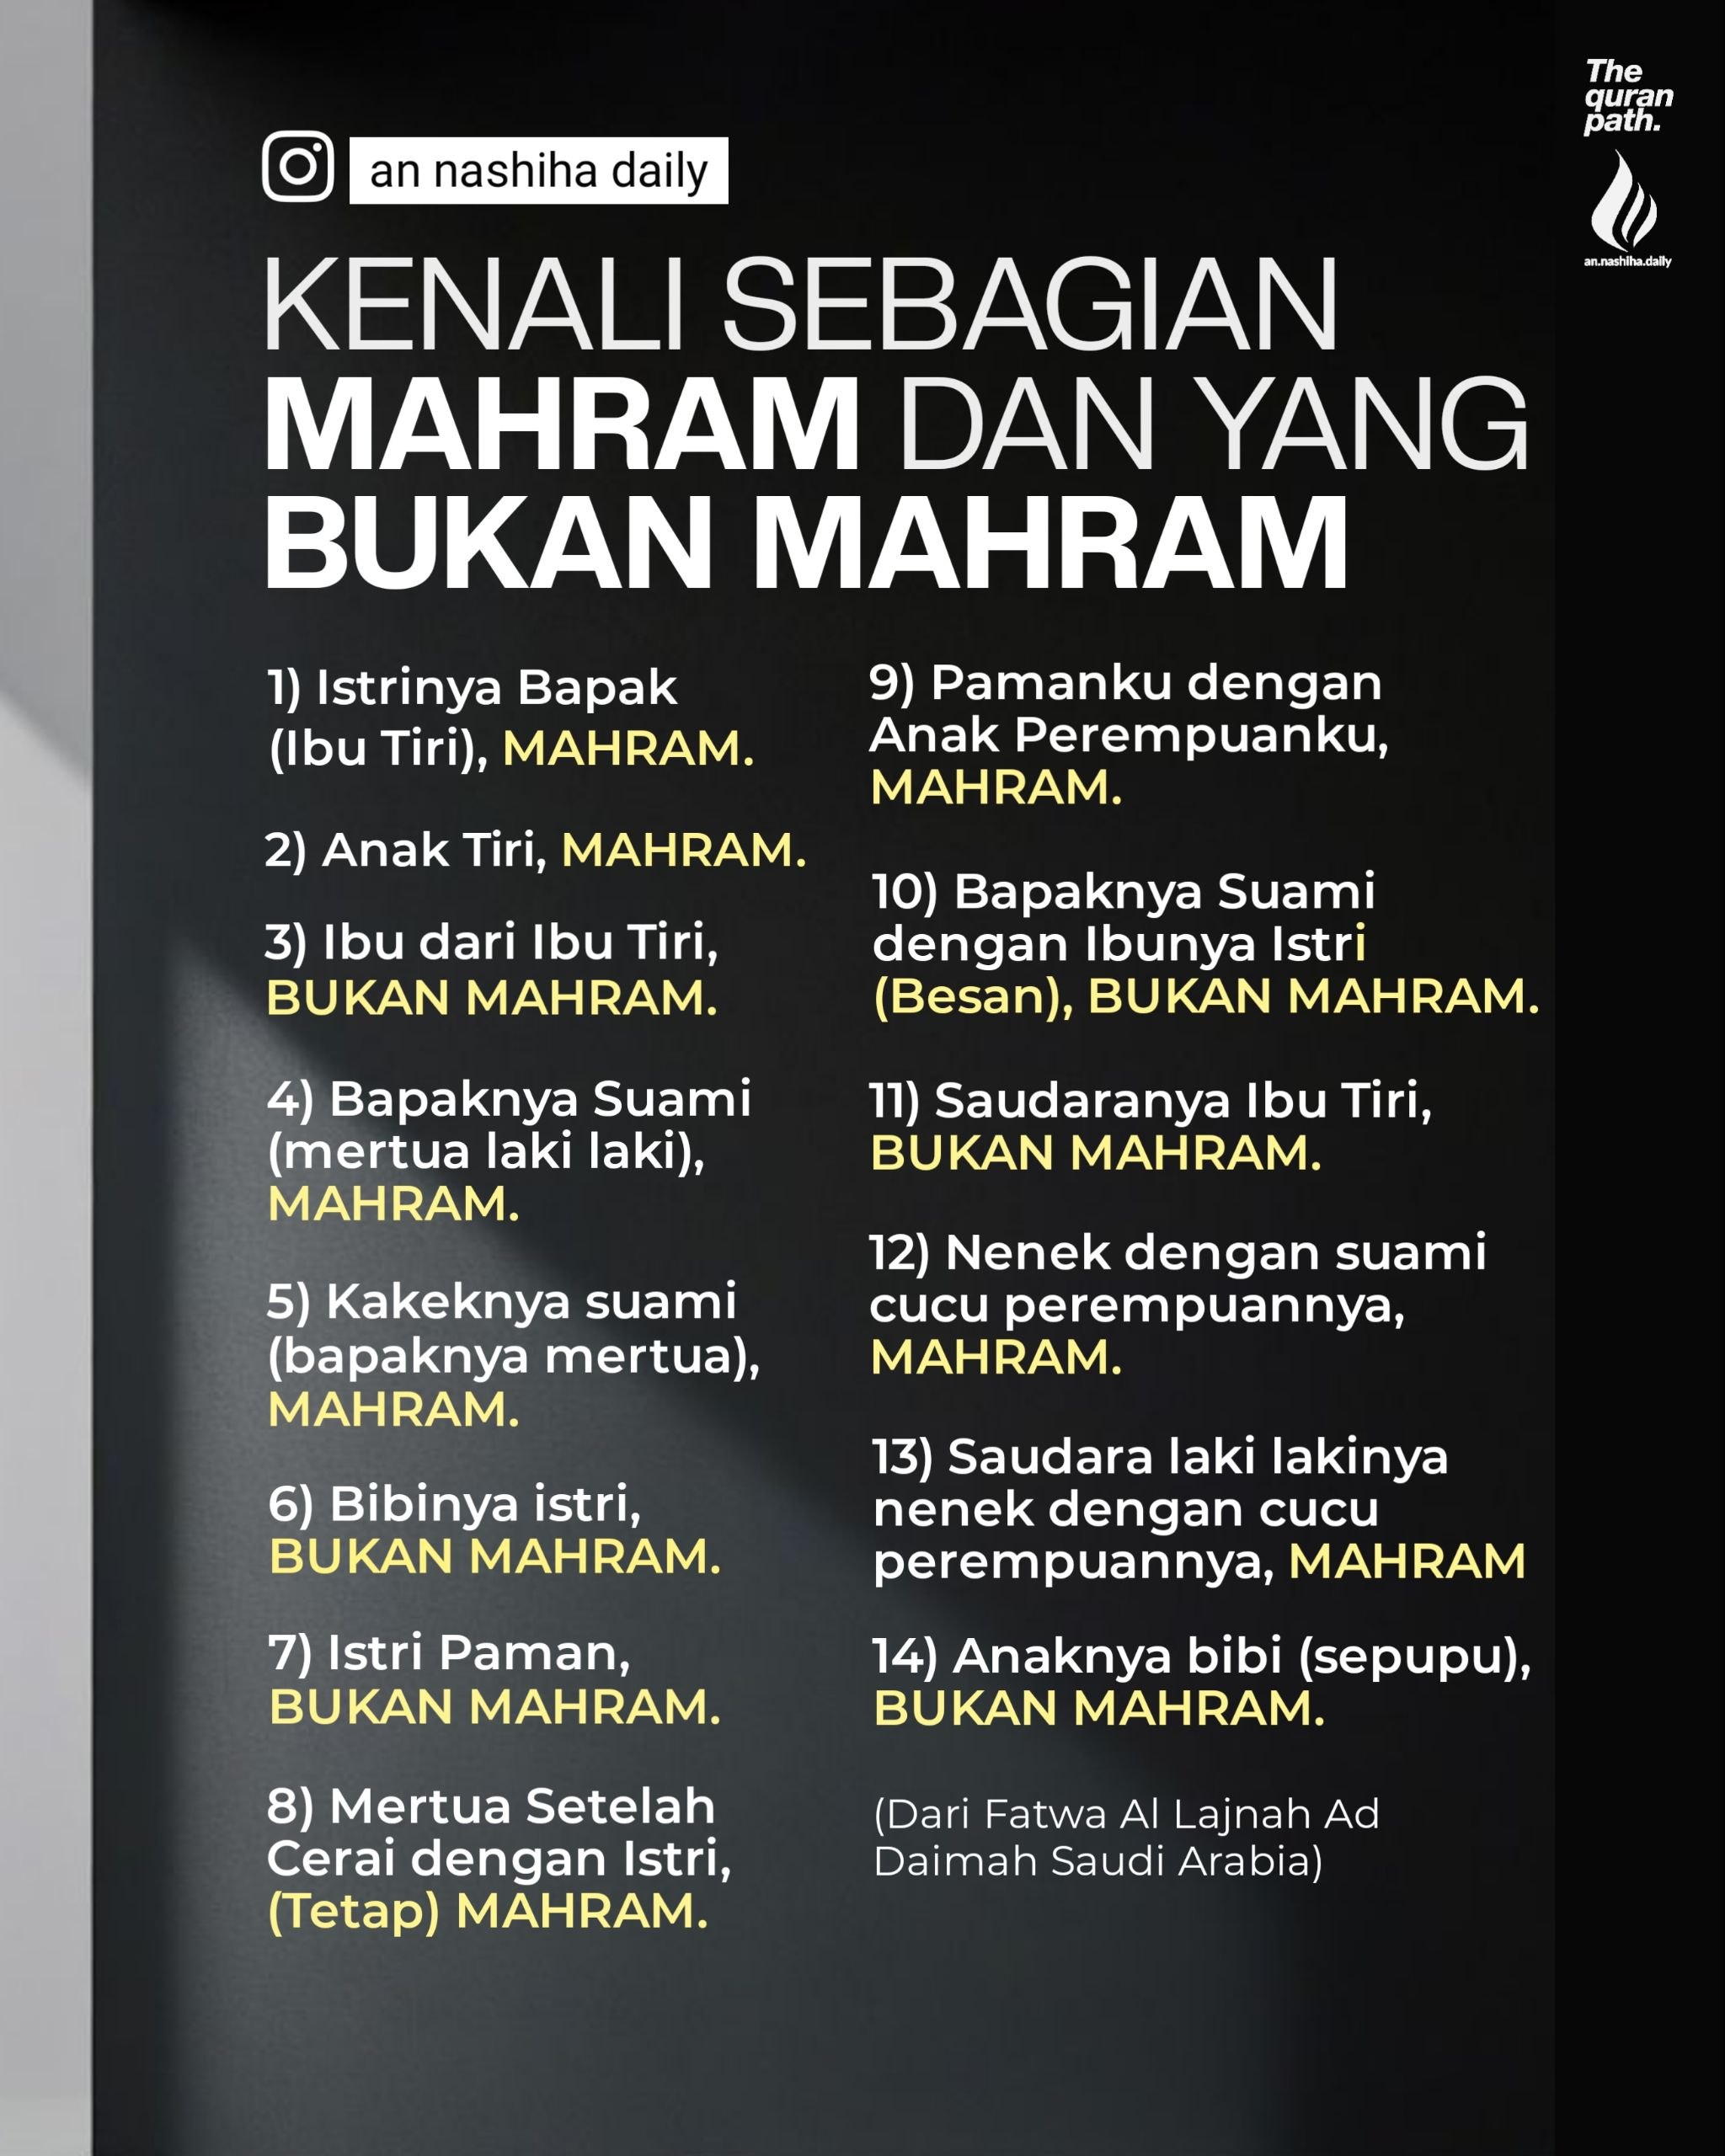 The
quran
path.
an.nashiha.daily
an nashiha daily
KENALI SEBAGIAN
MAHRAM DAN YANG
BUKAN MAHRAM
1) Istrinya Bapak
(Ibu Tiri), MAHRAM.
2) Anak Tiri, MAHRAM.
3) Ibu dari Ibu Tiri,
BUKAN MAHRAM.
4) Bapaknya Suami
(mertua laki laki),
MAHRAM.
5) Kakeknya suami
(bapaknya mertua),
MAHRAM.
6) Bibinya istri,
BUKAN MAHRAM.
7) Istri Paman,
BUKAN MAHRAM.
8) Mertua Setelah
Cerai dengan Istri,
(Tetap) MAHRAM.
9) Pamanku dengan
Anak Perempuanku,
MAHRAM.
10) Bapaknya Suami
dengan Ibunya Istri
(Besan), BUKAN MAHRAM.
11) Saudaranya Ibu Tiri,
BUKAN MAHRAM.
12) Nenek dengan suami
cucu perempuannya,
MAHRAM.
13) Saudara laki lakinya
nenek dengan cucu
perempuannya, MAHRAM
14) Anaknya bibi (sepupu),
BUKAN MAHRAM.
(Dari Fatwa Al Lajnah Ad
Daimah Saudi Arabia)